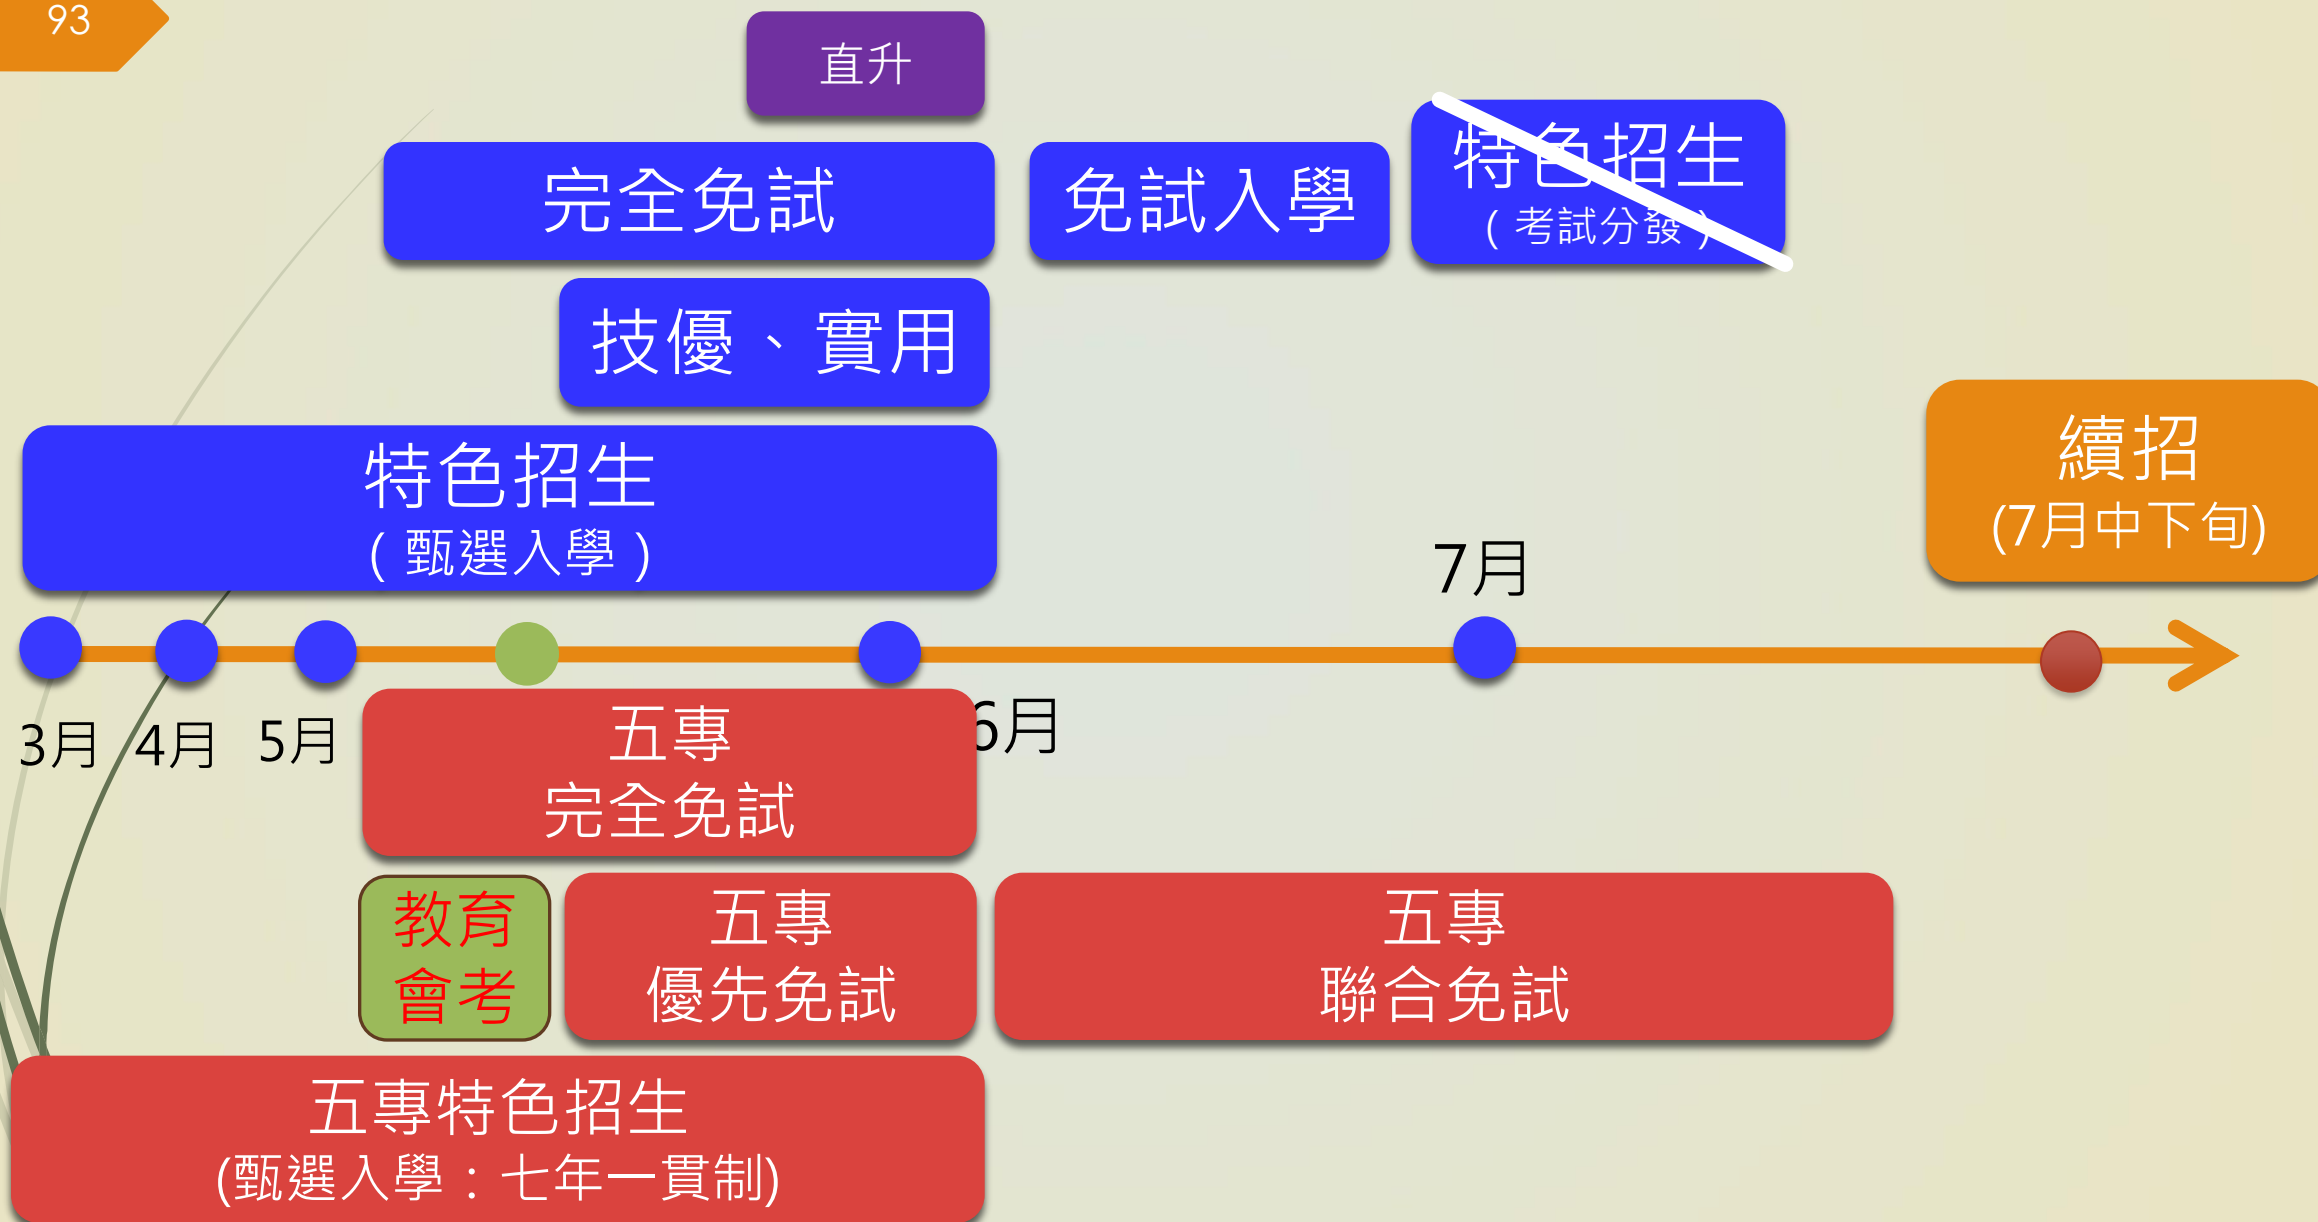 93
直升
完全免試
免試入學
特色招生
( 考試分發 )
技優、實用
特色招生
( 甄選入學 )
續招
(7月中下旬)
7月
3月
4月
5月
6月
五專
完全免試
教育
會考
五專
優先免試
五專
聯合免試
五專特色招生
(甄選入學：七年一貫制)